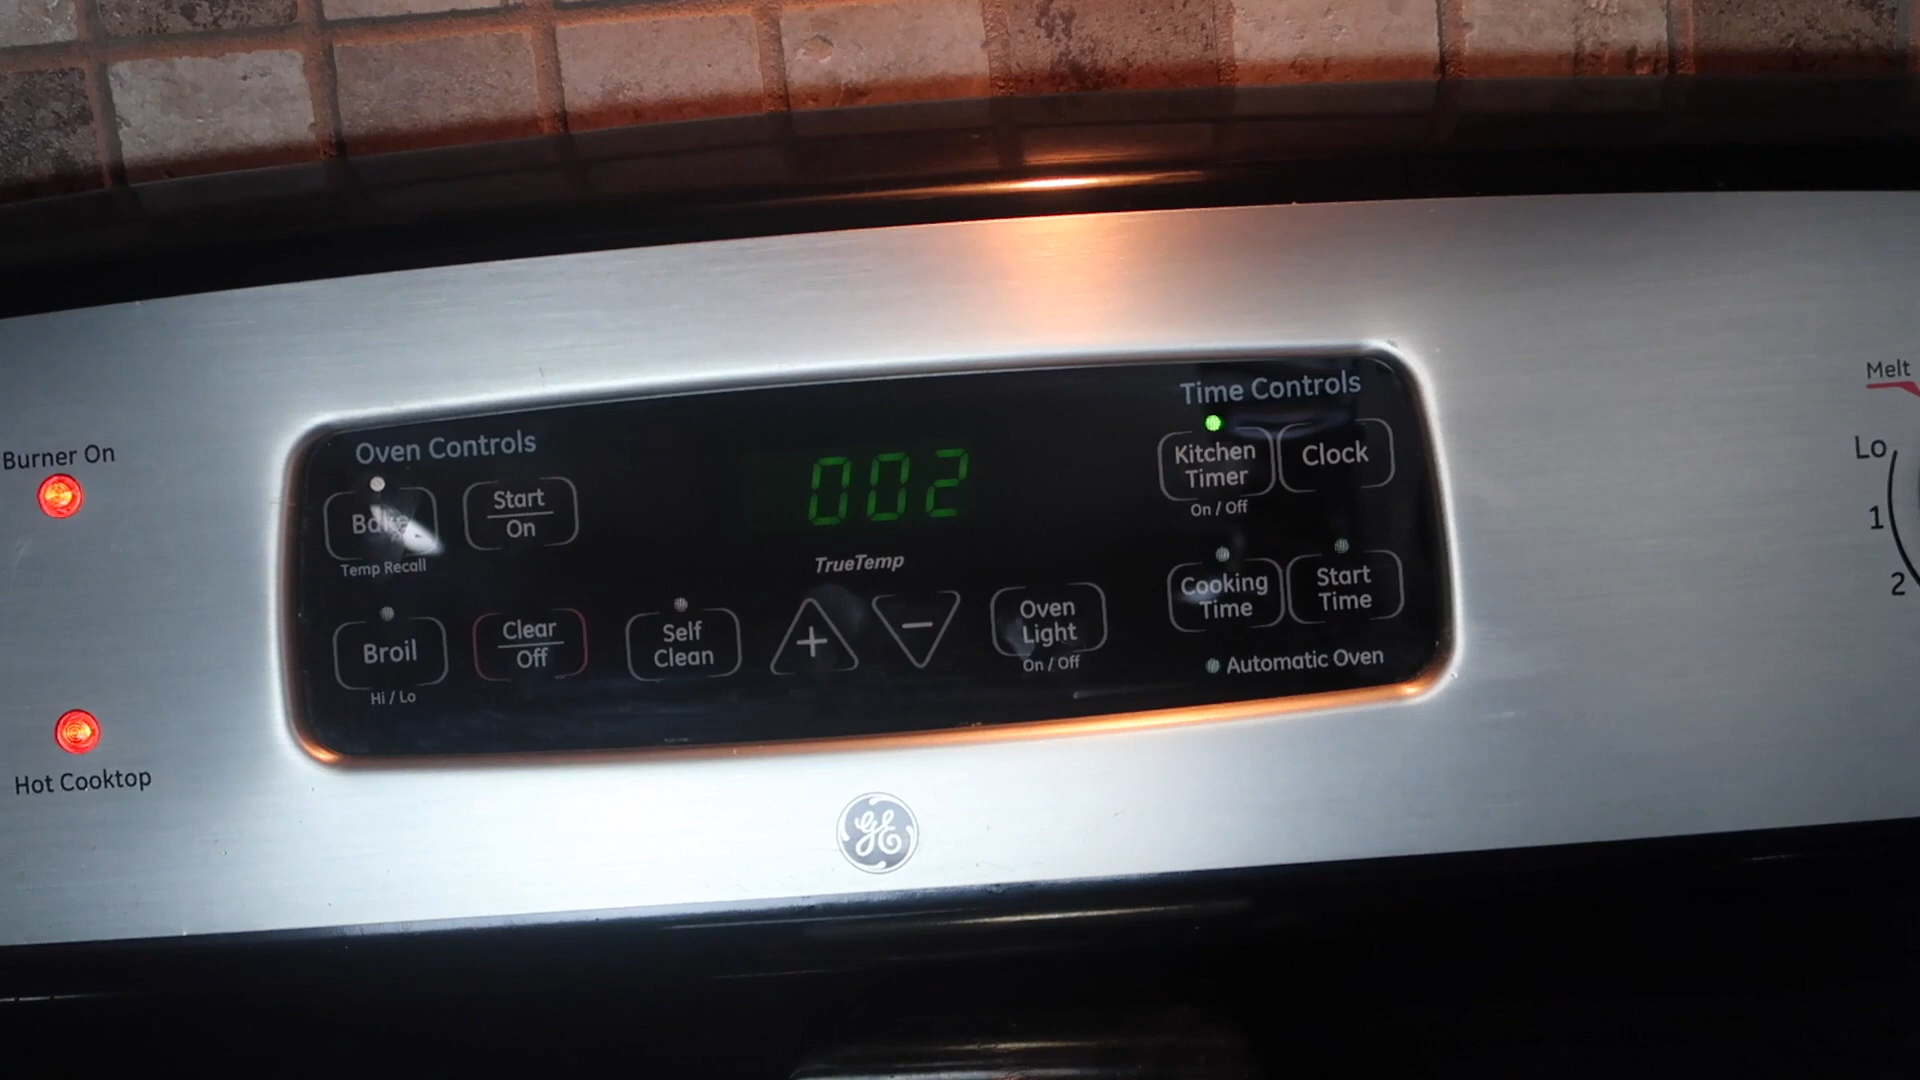 Burner On
Hot Cooktop
Oven Controls
Bake
Temp Recall
Start
On
Broil
Hi / Lo
Clear
Off
Self
Clean
002
TrueTemp
+
−
Oven
Light
On / Off
Time Controls
Kitchen
Timer
On / Off
Clock
Cooking
Time
Start
Time
Automatic Oven
GE
Melt
Lo
1
2